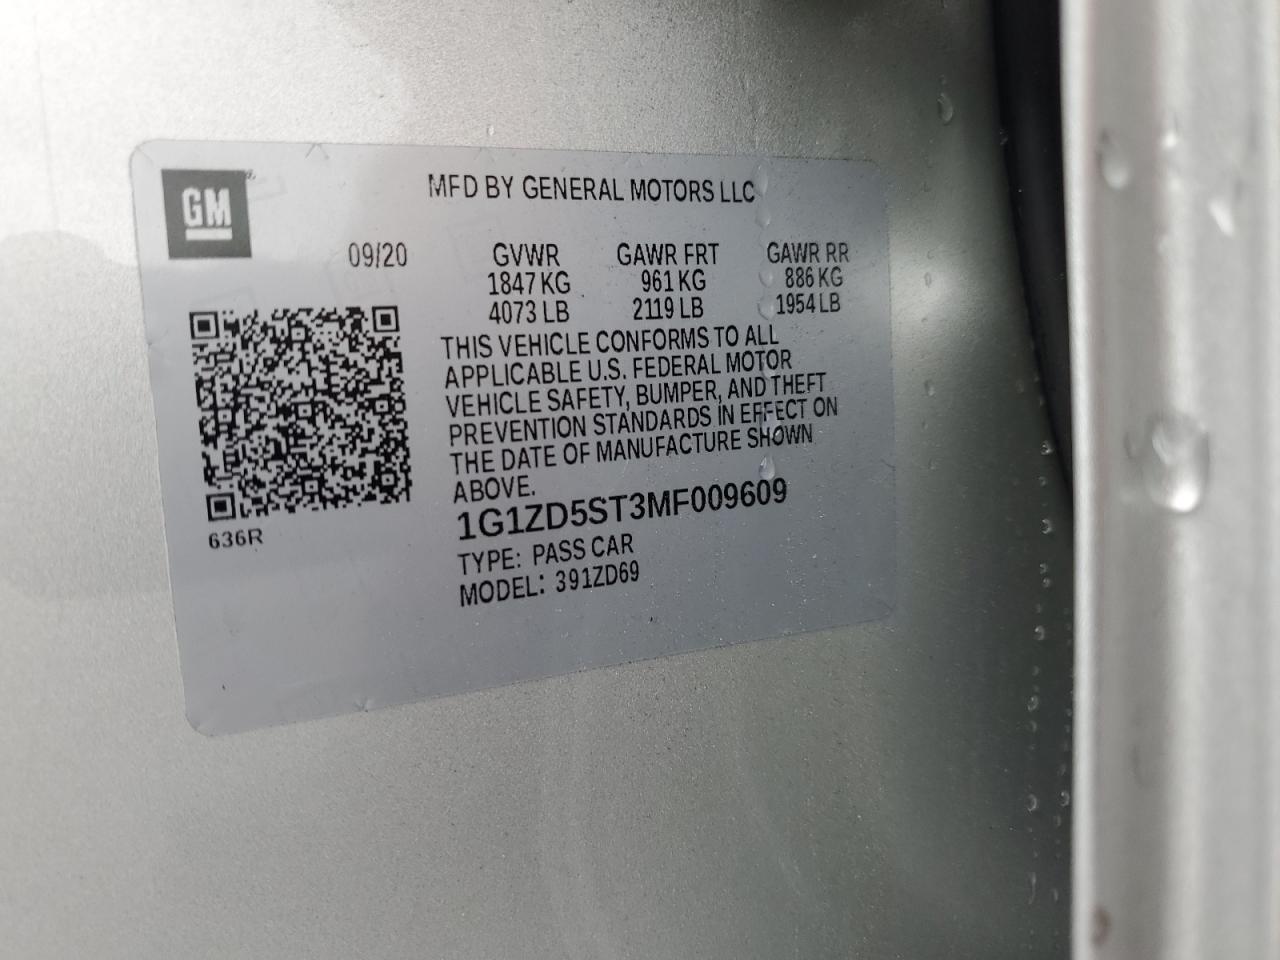 GM
MFD BY GENERAL MOTORS LLC
09/20 GVWR GAWR FRT GAWR RR
1847 KG 961 KG 886 KG
4073 LB 2119 LB 1954 LB
THIS VEHICLE CONFORMS TO ALL
APPLICABLE U.S. FEDERAL MOTOR
VEHICLE SAFETY, BUMPER, AND THEFT
PREVENTION STANDARDS IN EFFECT ON
THE DATE OF MANUFACTURE SHOWN
ABOVE.
1G1ZD5ST3MF009609
636R
TYPE: PASS CAR
MODEL: 391ZD69